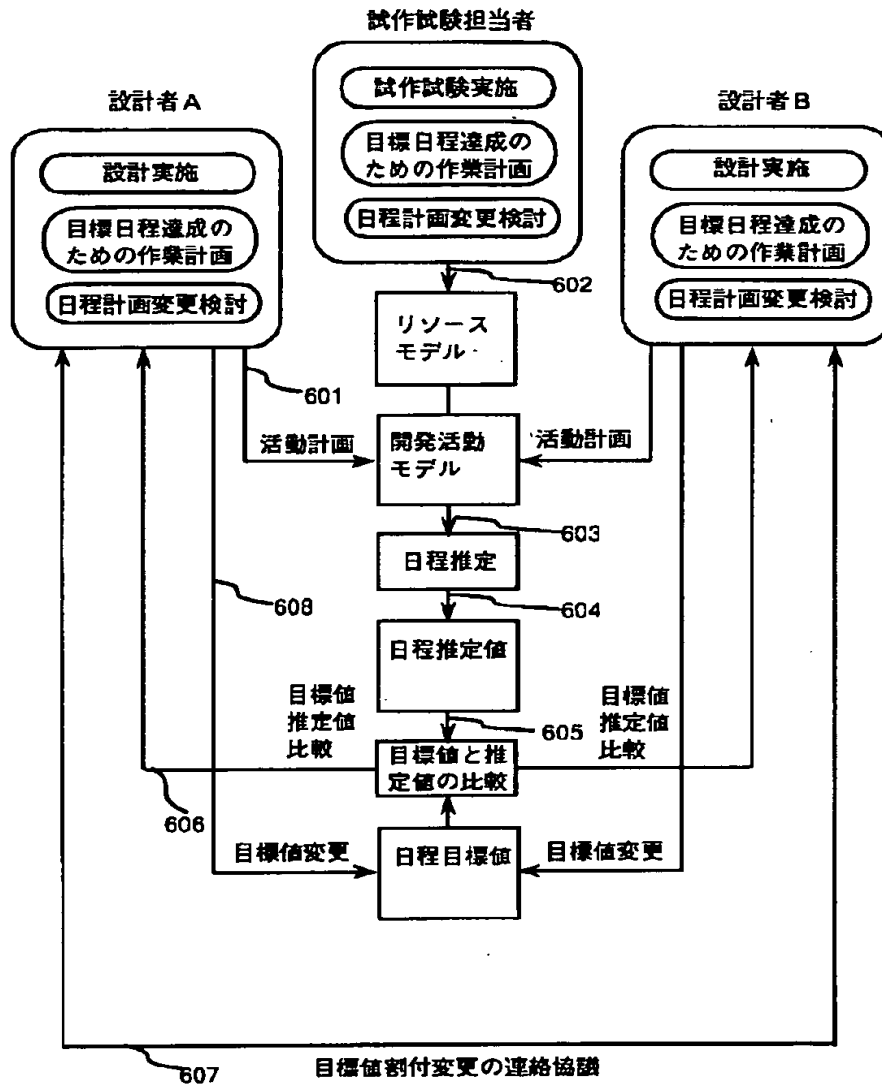 試作試験担当者
試作試験実施
目標日程達成の
ための作業計画
日程計画変更検討
設計者A
設計実施
目標日程達成の
ための作業計画
日程計画変更検討
設計者B
設計実施
目標日程達成の
ための作業計画
日程計画変更検討
602
リソース
モデル
601
活動計画
開発活動
モデル
活動計画
603
日程推定
604
608
日程推定値
目標値
推定値
比較
605
目標値
推定値
比較
目標値と推
定値の比較
606
目標値変更
日程目標値
目標値変更
607
目標値割付変更の連絡協議